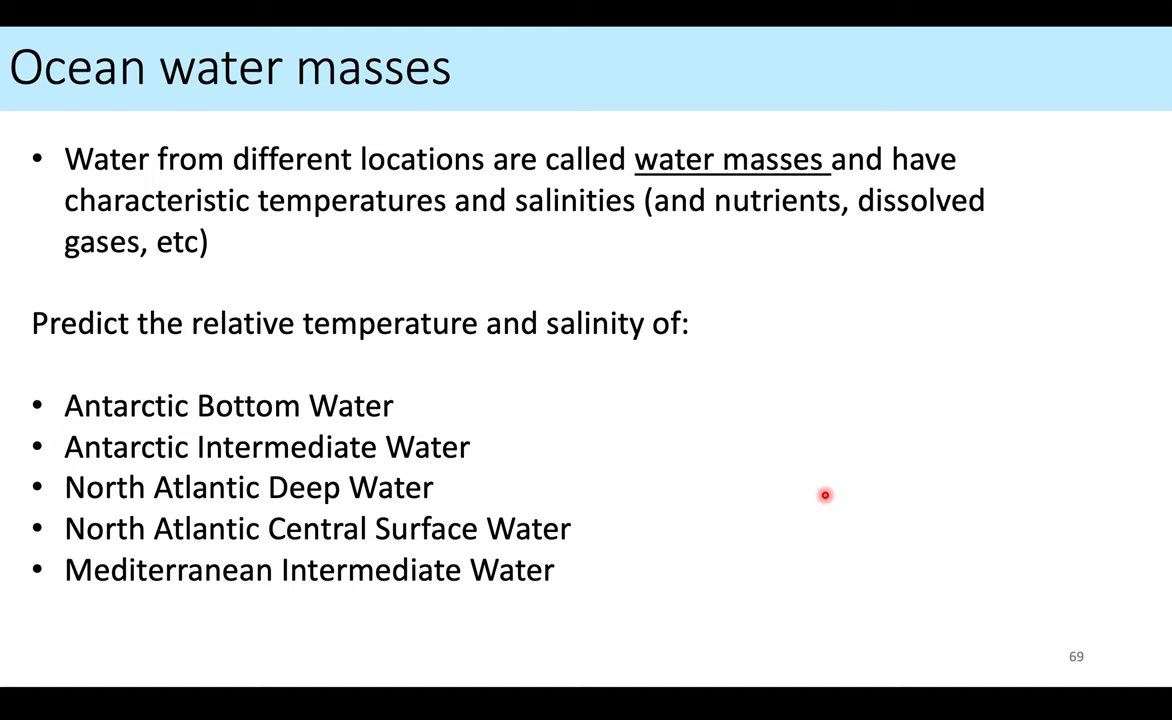 Ocean water masses
• Water from different locations are called water masses and have
characteristic temperatures and salinities (and nutrients, dissolved
gases, etc)
Predict the relative temperature and salinity of:
• Antarctic Bottom Water
• Antarctic Intermediate Water
• North Atlantic Deep Water
• North Atlantic Central Surface Water
• Mediterranean Intermediate Water
69